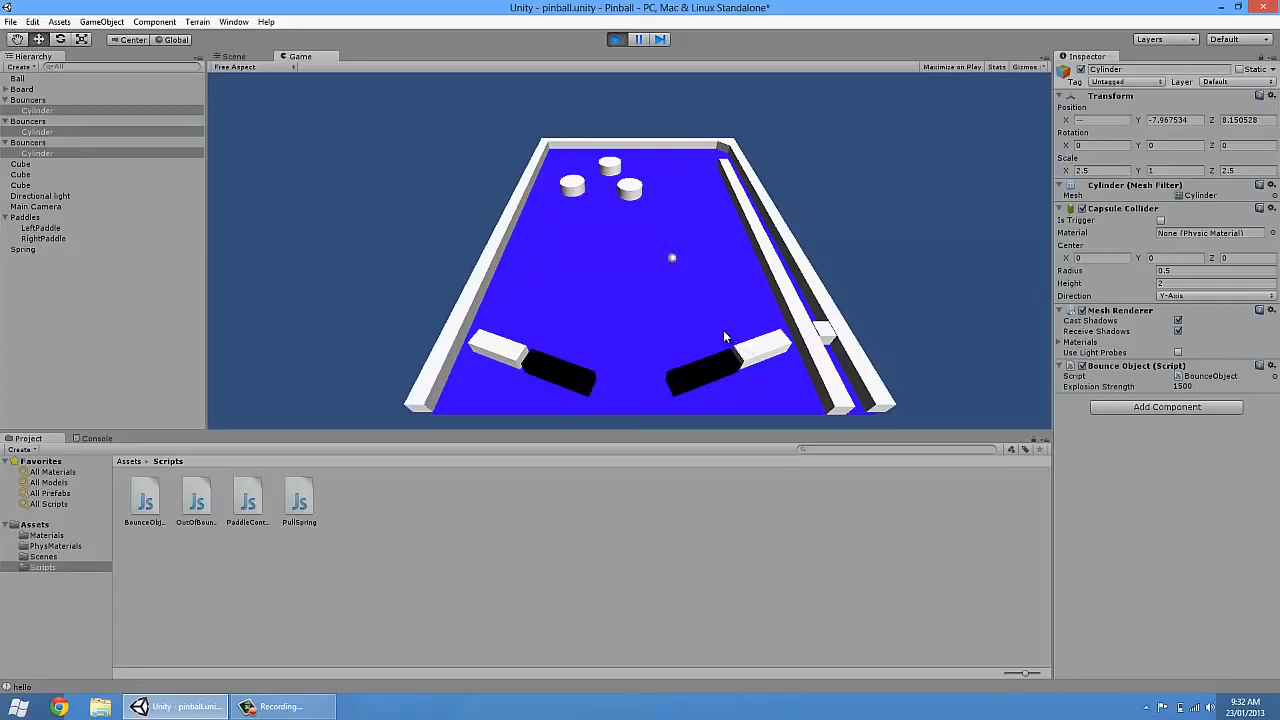 Unity - pinball.unity - Pinball - PC, Mac & Linux Standalone*
File Edit Assets GameObject Component Terrain Window Help
Center Global Layers Default
Hierarchy
Create All
Ball
Board
Bouncers
Cylinder
Bouncers
Cylinder
Bouncers
Cylinder
Cube
Cube
Cube
Directional light
Main Camera
Paddles
LeftPaddle
RightPaddle
Spring
Scene Game
Free Aspect Maximize on Play Stats Gizmos
Inspector
Cylinder Static
Tag Untagged Layer Default
Transform
Position
X — Y -7.967534 Z 8.150528
Rotation
X 0 Y 0 Z 0
Scale
X 2.5 Y 1 Z 2.5
Cylinder (Mesh Filter)
Mesh Cylinder
Capsule Collider
Is Trigger
Material None (Physic Material)
Center
X 0 Y 0 Z 0
Radius 0.5
Height 2
Direction Y-Axis
Mesh Renderer
Cast Shadows
Receive Shadows
Materials
Use Light Probes
Bounce Object (Script)
Script BounceObject
Explosion Strength 1500
Add Component
Project Console
Create
Favorites
All Materials
All Models
All Prefabs
All Scripts
Assets
Materials
PhysMaterials
Scenes
Scripts
Assets Scripts
Js Js Js Js
BounceObj... OutOfBoun... PaddleCont... PullSpring
hello
Unity - pinball.uni... Recording... 9:32 AM
23/01/2013